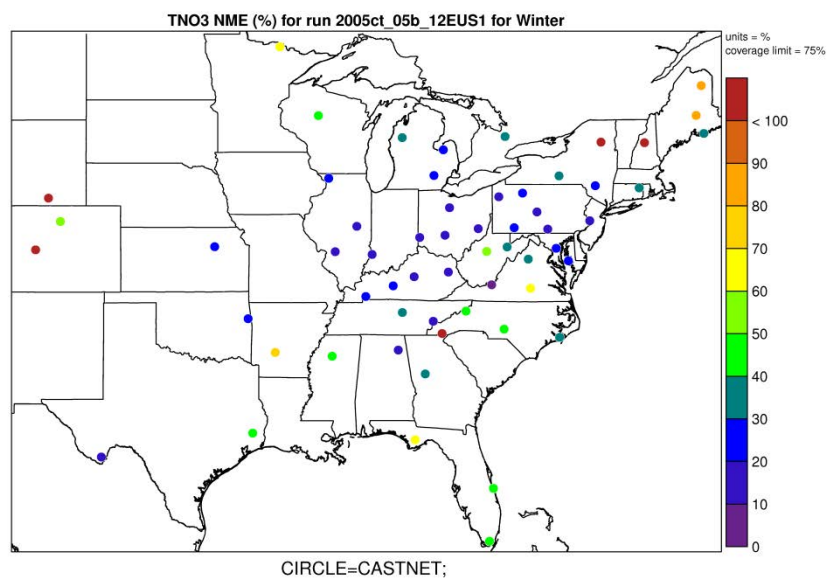 TNO3 NME (%) for run 2005ct_05b_12EUS1 for Winter
units = %
coverage limit = 75%
< 100
90
80
70
60
50
40
30
20
10
0
CIRCLE=CASTNET;